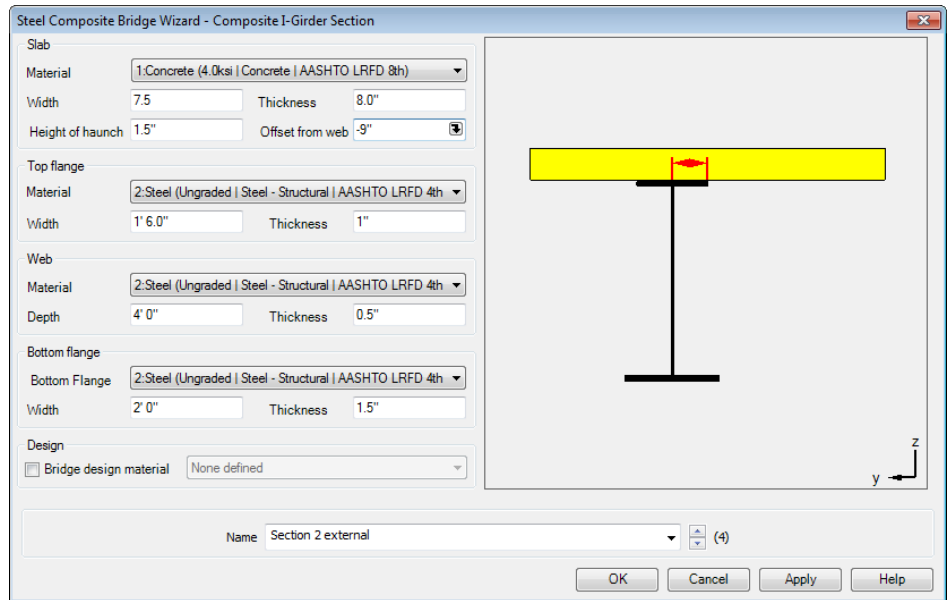 Steel Composite Bridge Wizard - Composite I-Girder Section
Slab
Material 1:Concrete (4.0ksi | Concrete | AASHTO LRFD 8th)
Width 7.5 Thickness 8.0"
Height of haunch 1.5" Offset from web -9"
Top flange
Material 2:Steel (Ungraded | Steel - Structural | AASHTO LRFD 4th
Width 1' 6.0" Thickness 1"
Web
Material 2:Steel (Ungraded | Steel - Structural | AASHTO LRFD 4th
Depth 4' 0" Thickness 0.5"
Bottom flange
Bottom Flange 2:Steel (Ungraded | Steel - Structural | AASHTO LRFD 4th
Width 2' 0" Thickness 1.5"
Design
Bridge design material None defined
z
y
Name Section 2 external (4)
OK Cancel Apply Help